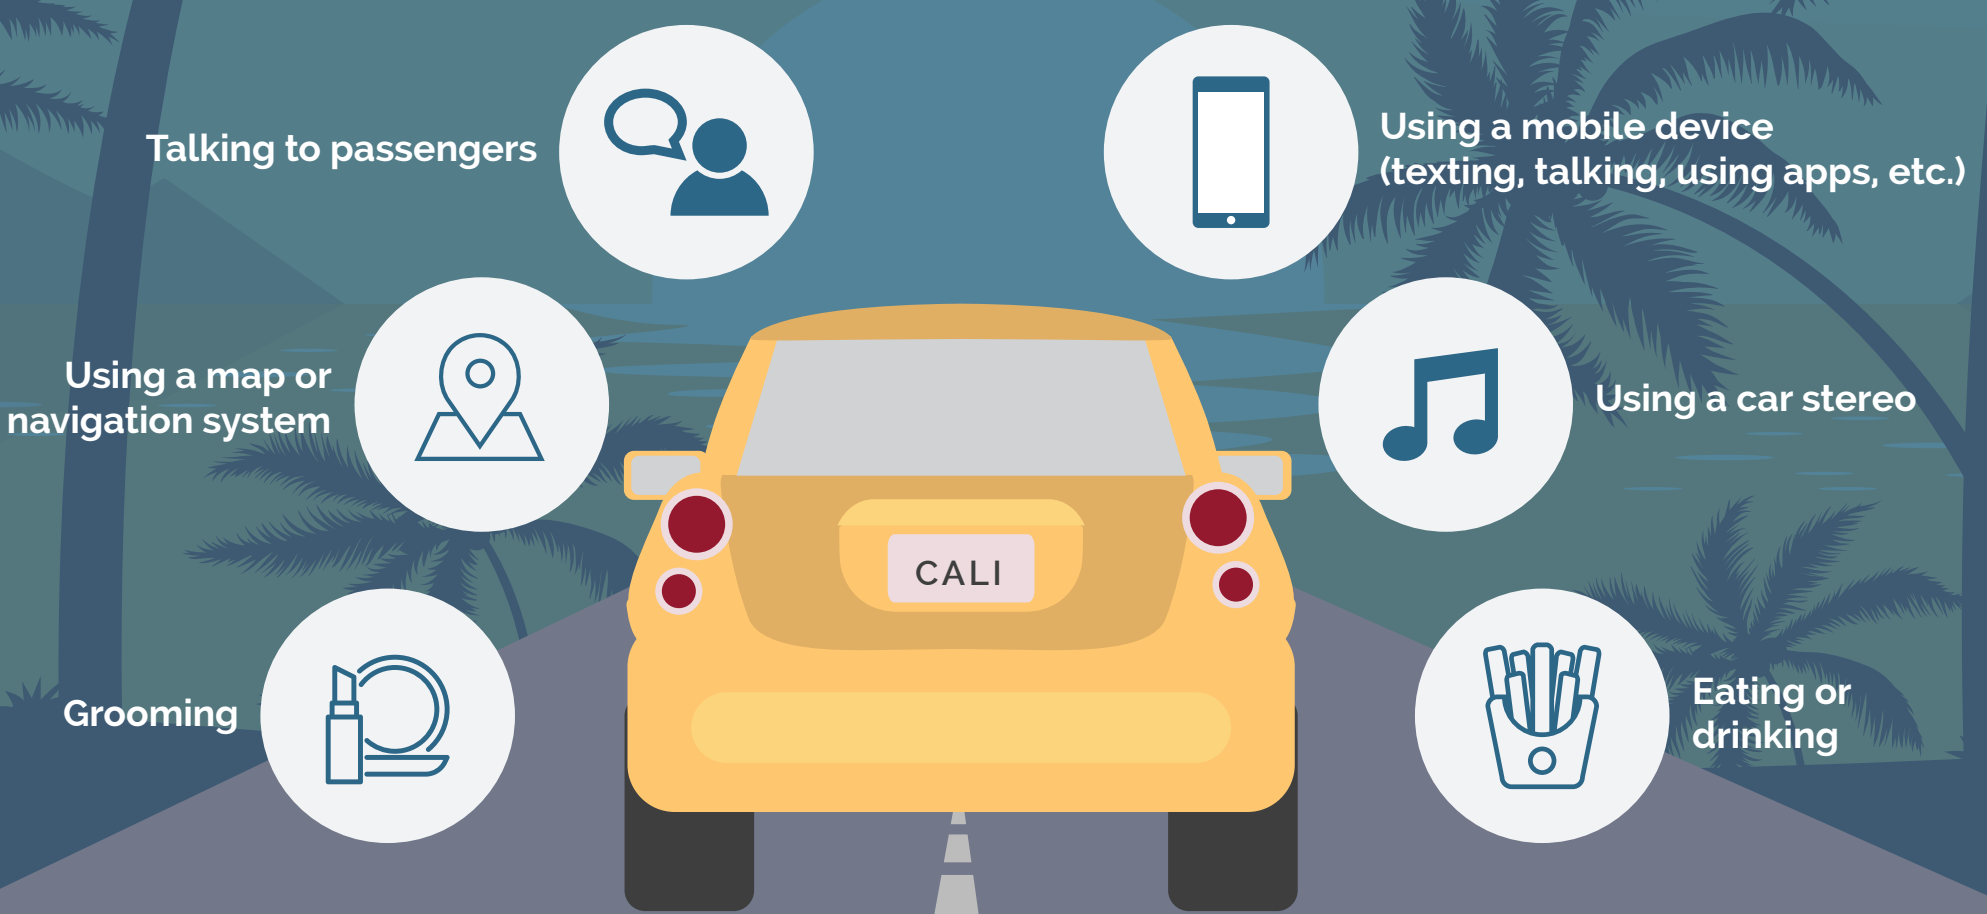 Talking to passengers
Using a mobile device
(texting, talking, using apps, etc.)
Using a map or
navigation system
Using a car stereo
CALI
Grooming
Eating or
drinking